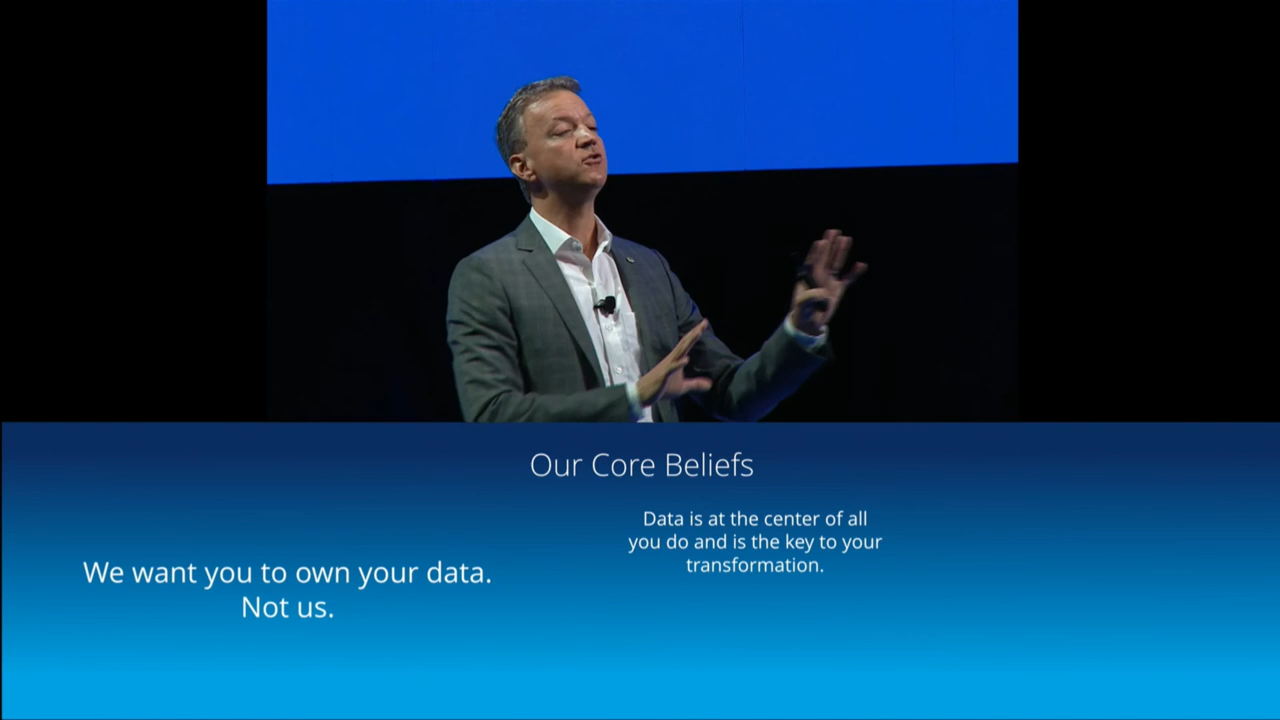 Our Core Beliefs
We want you to own your data.
Not us.
Data is at the center of all
you do and is the key to your
transformation.